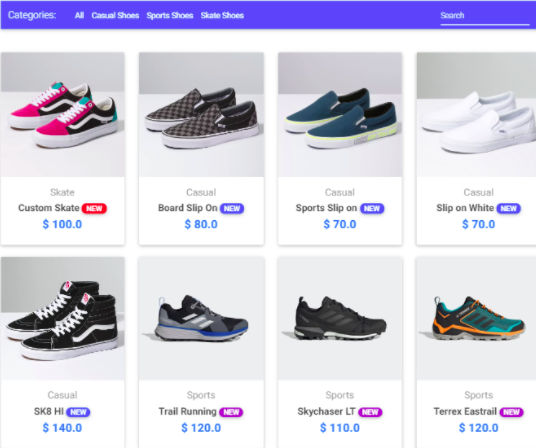 Categories: All Casual Shoes Sports Shoes Skate Shoes Search
Skate Casual Casual Casual
Custom Skate NEW Board Slip On NEW Sports Slip on NEW Slip on White NEW
$ 100.0 $ 80.0 $ 70.0 $ 70.0
Casual Sports Sports Sports
SK8 HI NEW Trail Running NEW Skychaser LT NEW Terrex Eastrail NEW
$ 140.0 $ 120.0 $ 110.0 $ 120.0